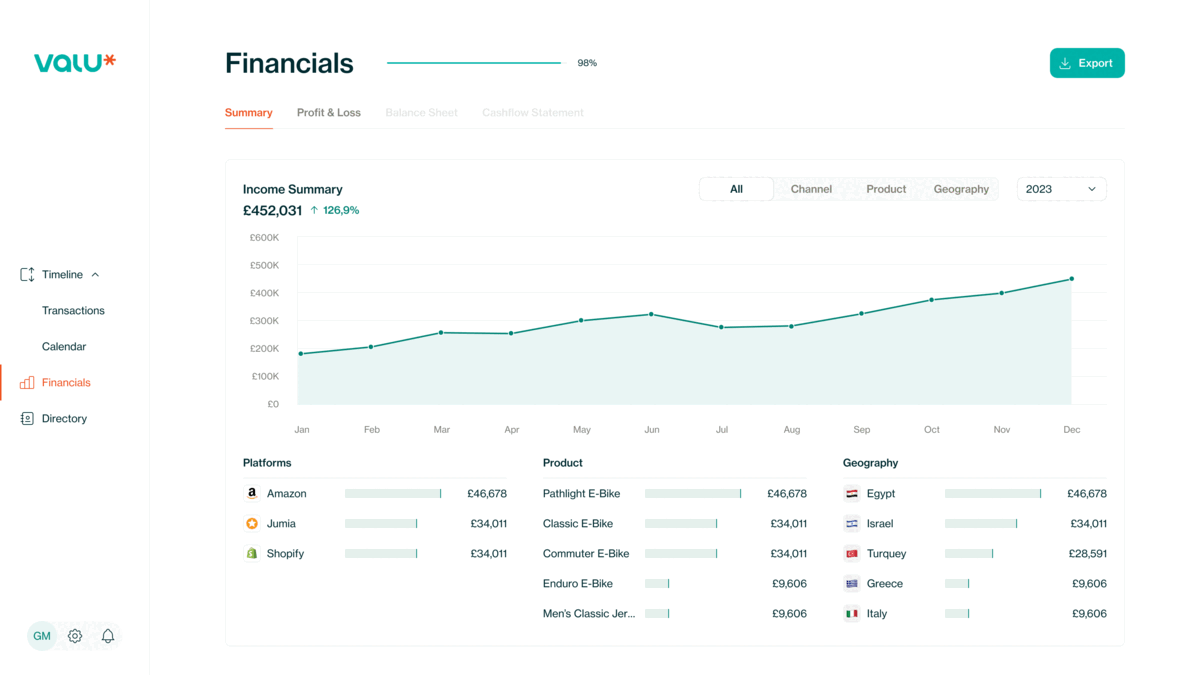 valu*
Financials 98% Export
Summary Profit & Loss Balance Sheet Cashflow Statement
Income Summary
£452,031 ↑ 126,9%
All Channel Product Geography 2023
£600K
£500K
£400K
£300K
£200K
£100K
£0
Jan Feb Mar Apr May Jun Jul Aug Sep Oct Nov Dec
Timeline
Transactions
Calendar
Financials
Directory
GM
Platforms
Amazon £46,678
Jumia £34,011
Shopify £34,011
Product
Pathlight E-Bike £46,678
Classic E-Bike £34,011
Commuter E-Bike £34,011
Enduro E-Bike £9,606
Men's Classic Jer... £9,606
Geography
Egypt £46,678
Israel £34,011
Turquey £28,591
Greece £9,606
Italy £9,606